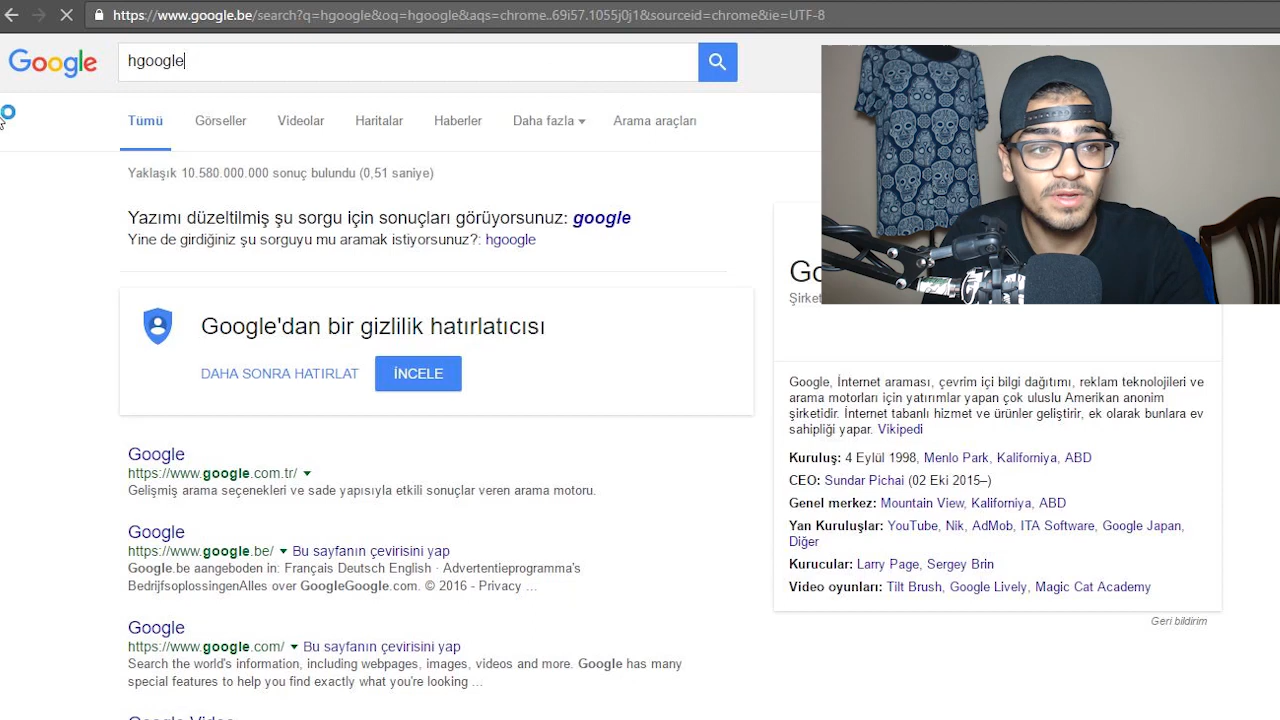 https://www.google.be/search?q=hgoogle&oq=hgoogle&aqs=chrome..69i57.1055j0j1&sourceid=chrome&ie=UTF-8
Google
hgoogle
Tümü Görseller Videolar Haritalar Haberler Daha fazla Arama araçları
Yaklaşık 10.580.000.000 sonuç bulundu (0,51 saniye)
Yazımı düzeltilmiş şu sorgu için sonuçları görüyorsunuz: google
Yine de girdiğiniz şu sorguyu mu aramak istiyorsunuz?: hgoogle
Google'dan bir gizlilik hatırlatıcısı
DAHA SONRA HATIRLAT İNCELE
Google
https://www.google.com.tr/
Gelişmiş arama seçenekleri ve sade yapısıyla etkili sonuçlar veren arama motoru.
Google
https://www.google.be/ Bu sayfanın çevirisini yap
Google.be aangeboden in: Français Deutsch English · Advertentieprogramma's
BedrijfsoplossingenAlles over GoogleGoogle.com. © 2016 - Privacy ...
Google
https://www.google.com/ Bu sayfanın çevirisini yap
Search the world's information, including webpages, images, videos and more. Google has many
special features to help you find exactly what you're looking ...
Go
Şirket
Google, İnternet araması, çevrim içi bilgi dağıtımı, reklam teknolojileri ve
arama motorları için yatırımlar yapan çok uluslu Amerikan anonim
şirketidir. İnternet tabanlı hizmet ve ürünler geliştirir, ek olarak bunlara ev
sahipliği yapar. Vikipedi
Kuruluş: 4 Eylül 1998, Menlo Park, Kaliforniya, ABD
CEO: Sundar Pichai (02 Eki 2015–)
Genel merkez: Mountain View, Kaliforniya, ABD
Yan Kuruluşlar: YouTube, Nik, AdMob, ITA Software, Google Japan,
Diğer
Kurucular: Larry Page, Sergey Brin
Video oyunları: Tilt Brush, Google Lively, Magic Cat Academy
Geri bildirim